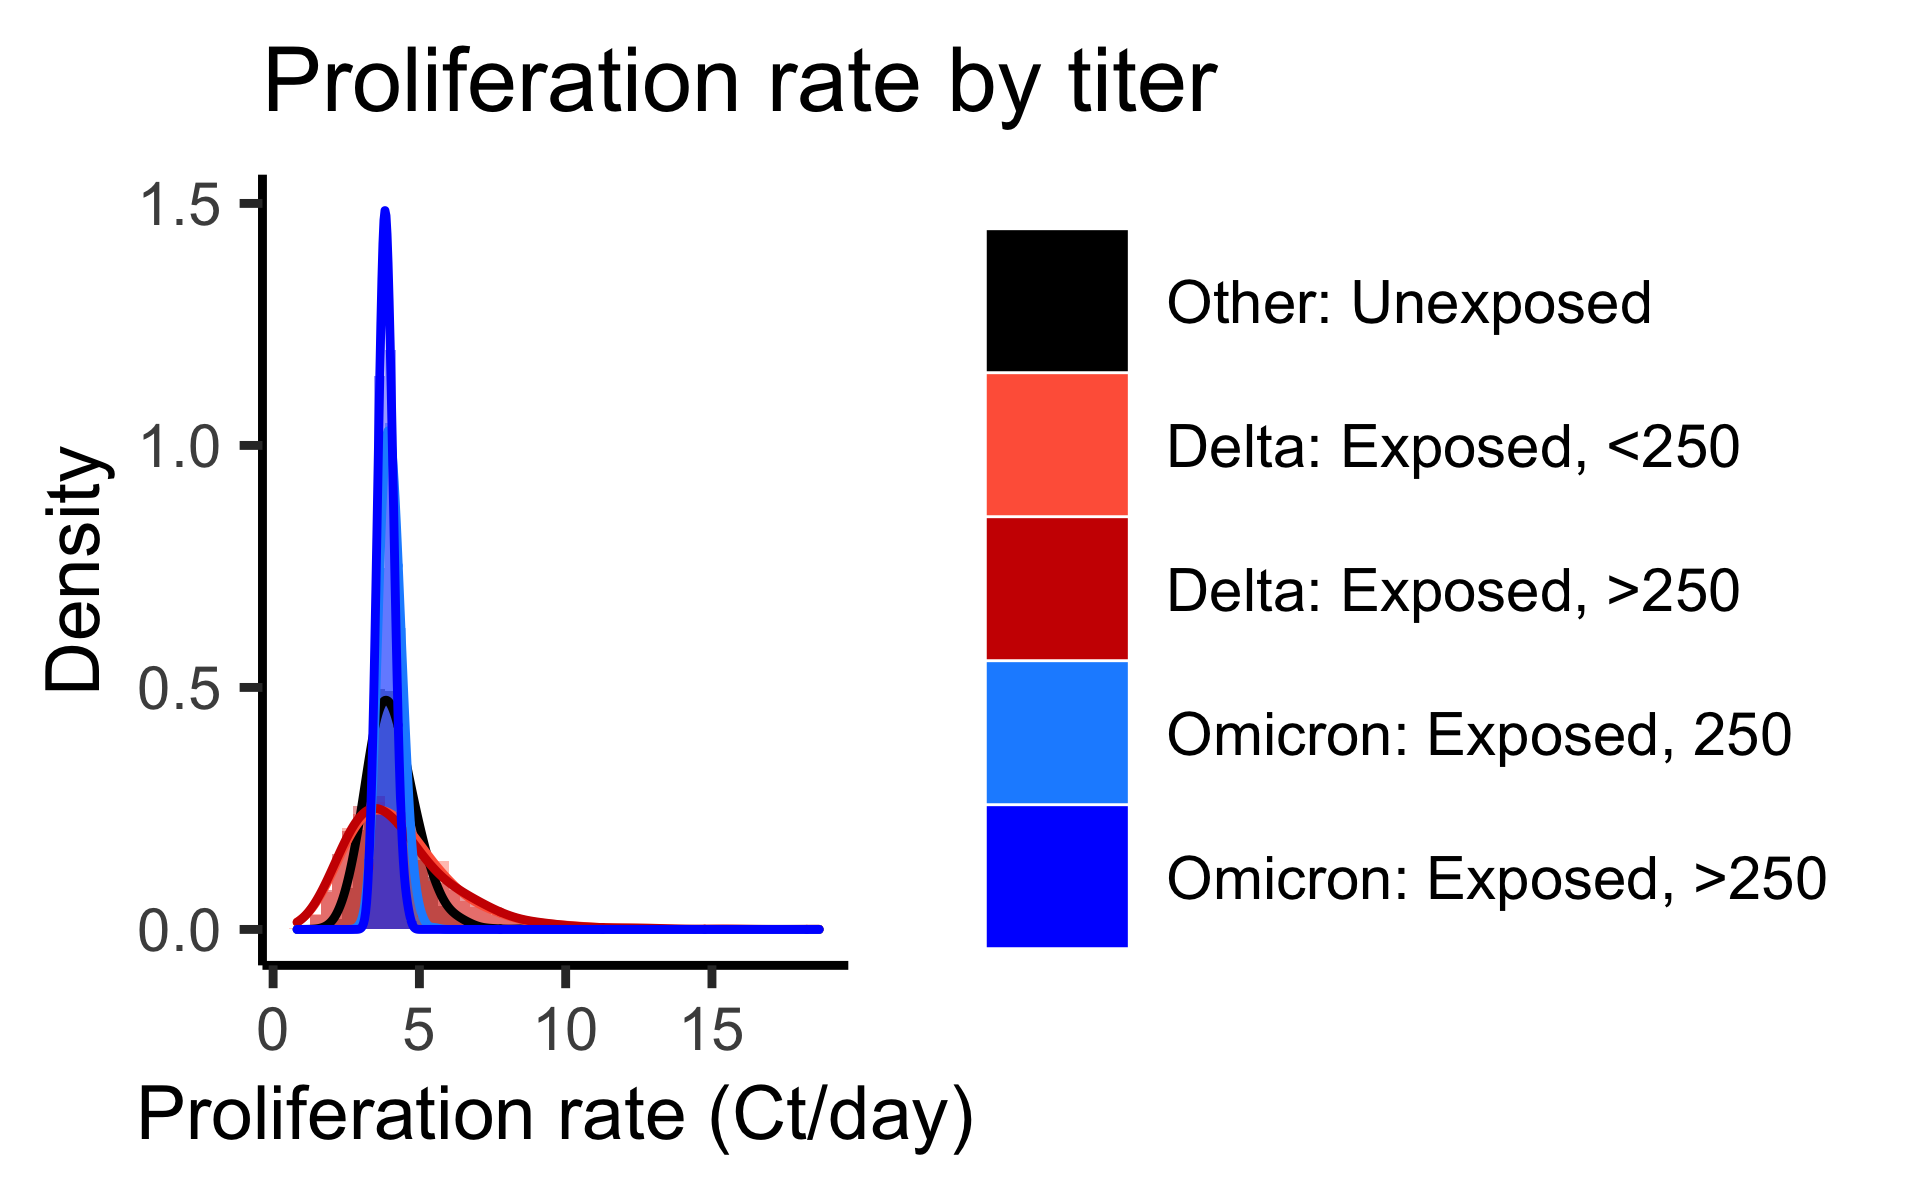 Proliferation rate by titer
1.5
1.0
0.5
0.0
Density
0 5 10 15
Proliferation rate (Ct/day)
Other: Unexposed
Delta: Exposed, <250
Delta: Exposed, >250
Omicron: Exposed, 250
Omicron: Exposed, >250